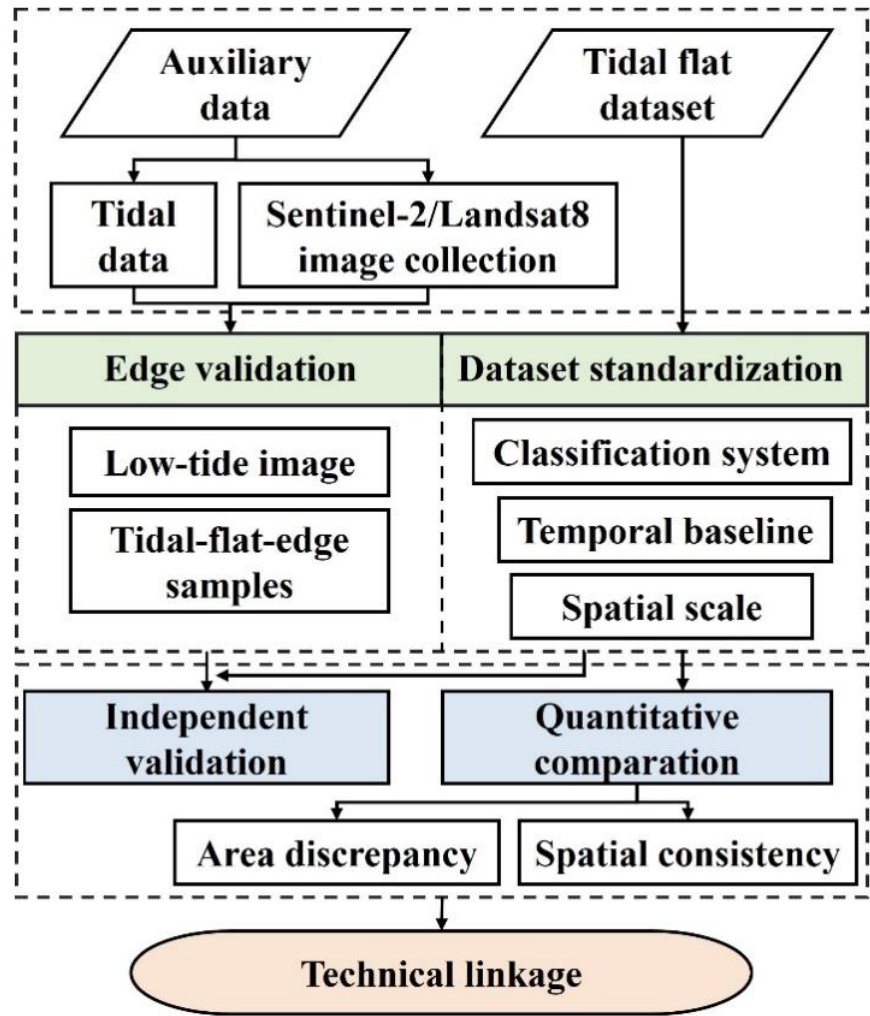 Auxiliary
data
Tidal flat
dataset
Tidal
data
Sentinel-2/Landsat8
image collection
Edge validation
Dataset standardization
Low-tide image
Tidal-flat-edge
samples
Classification system
Temporal baseline
Spatial scale
Independent
validation
Quantitative
comparation
Area discrepancy
Spatial consistency
Technical linkage